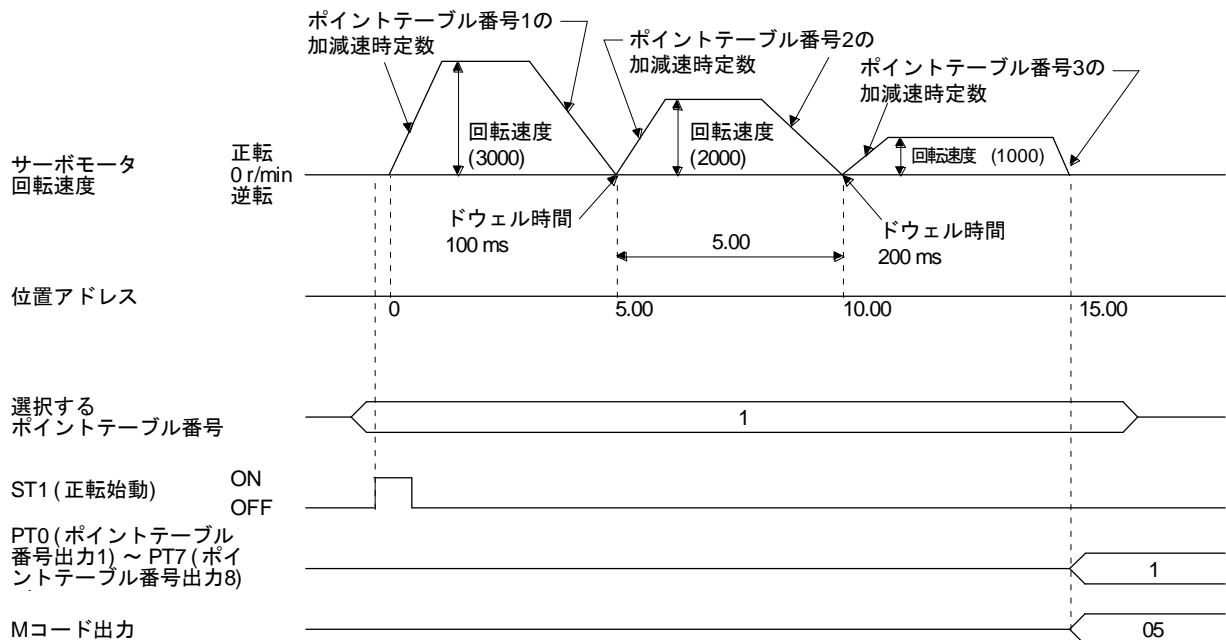 ポイントテーブル番号1の
加減速時定数
ポイントテーブル番号2の
加減速時定数
ポイントテーブル番号3の
加減速時定数
サーボモータ
回転速度
正転
0 r/min
逆転
回転速度
(3000)
回転速度
(2000)
回転速度 (1000)
ドウェル時間
100 ms
5.00
ドウェル時間
200 ms
位置アドレス
0
5.00
10.00
15.00
選択する
ポイントテーブル番号
1
ST1 (正転始動)
ON
OFF
PT0 (ポイントテーブル
番号出力1) ～ PT7 (ポイ
ントテーブル番号出力8)
1
Mコード出力
05